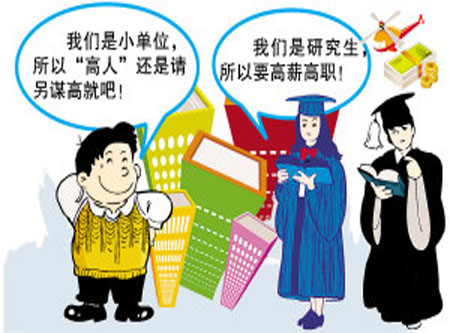 我们是小单位，
所以“高人”还是请
另谋高就吧！
我们是研究生，
所以要高薪高职！